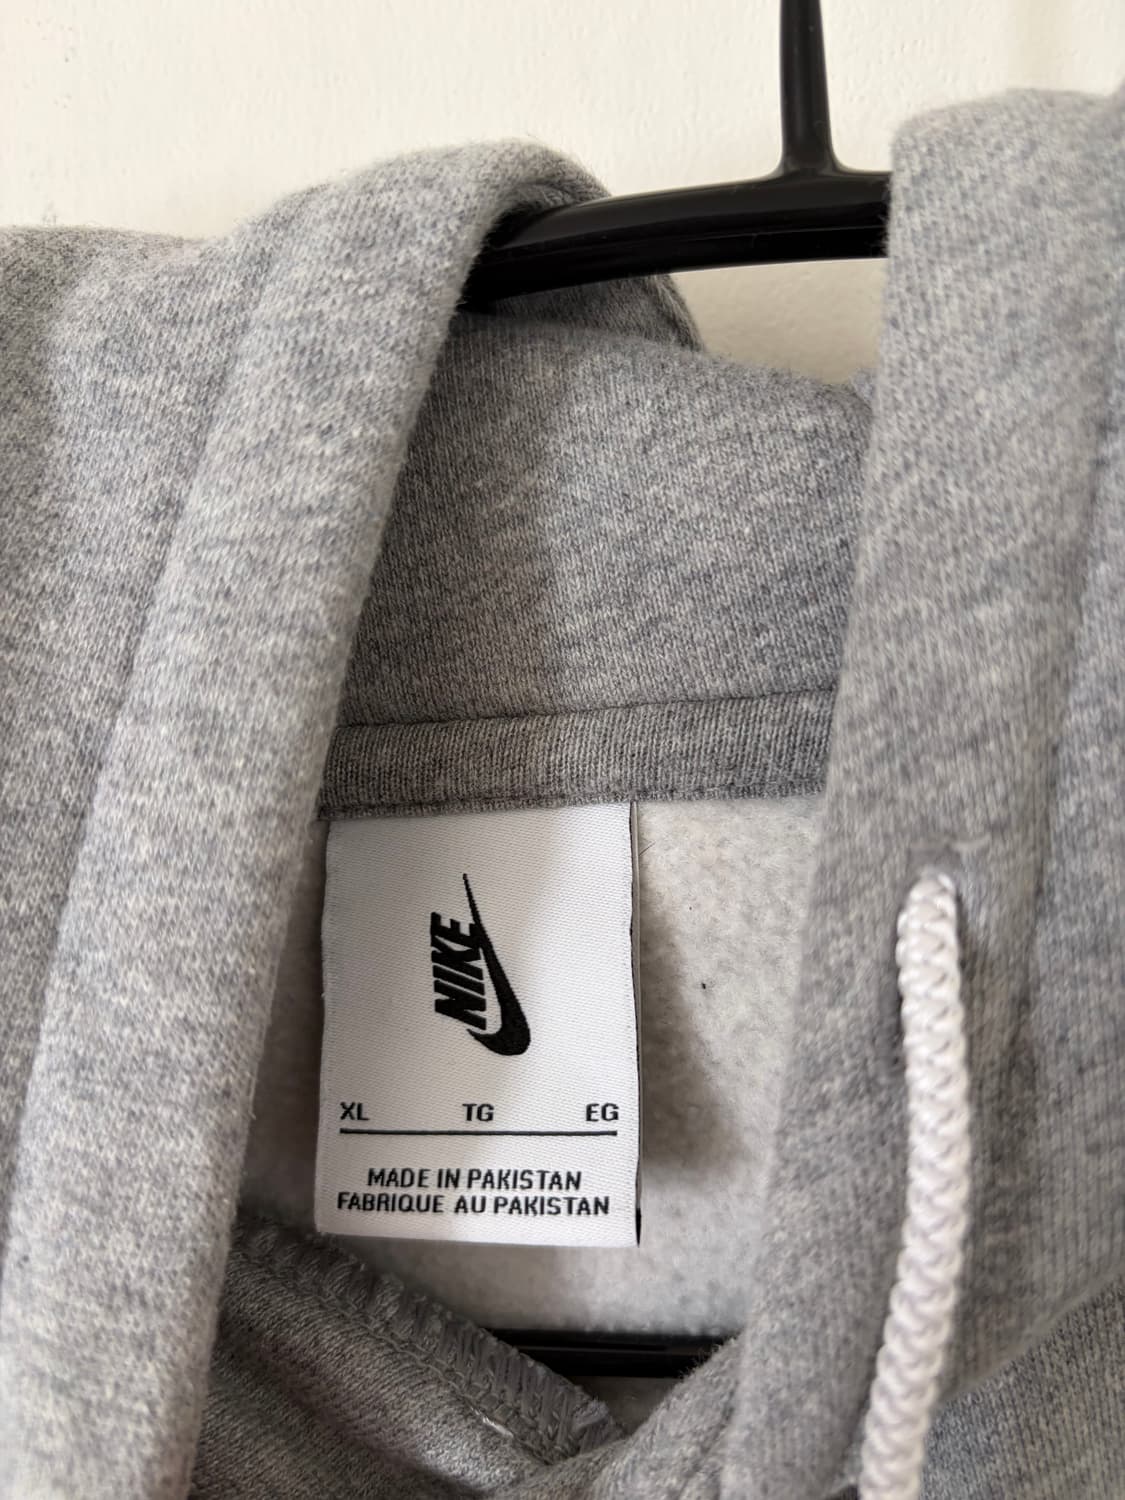 NIKE
XL TG EG
MADE IN PAKISTAN
FABRIQUE AU PAKISTAN